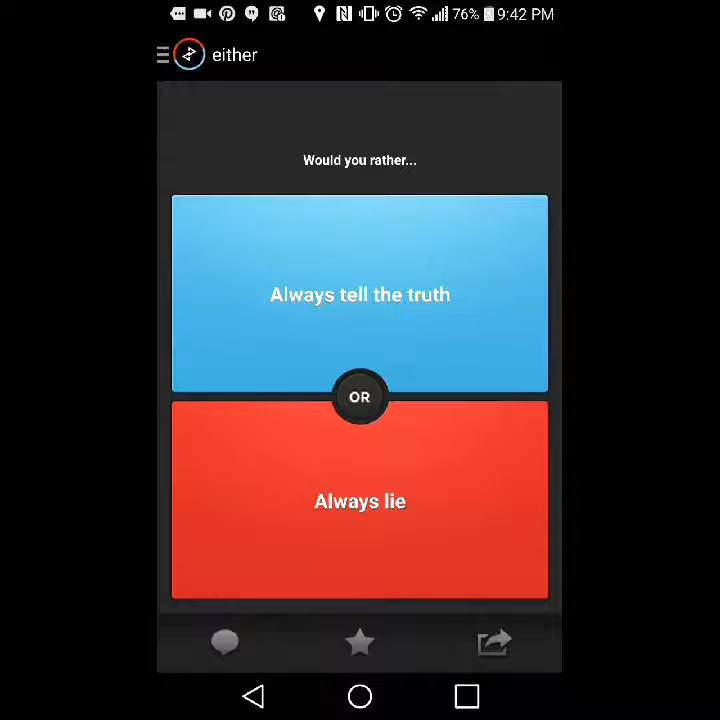 76% 9:42 PM
either
Would you rather...
Always tell the truth
OR
Always lie